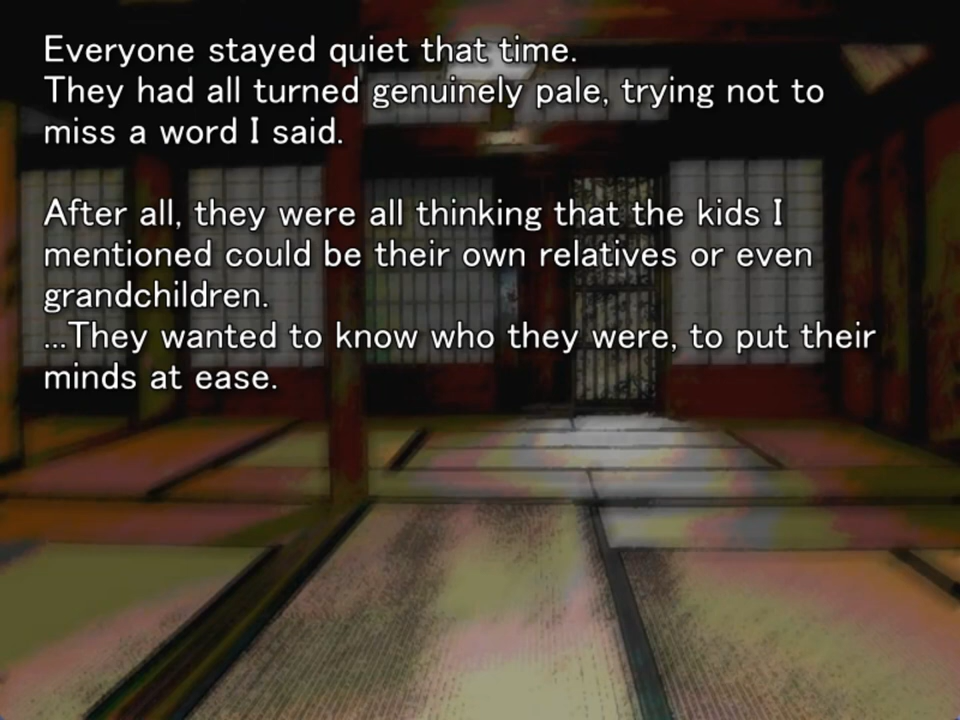 Everyone stayed quiet that time.
They had all turned genuinely pale, trying not to
miss a word I said.
After all, they were all thinking that the kids I
mentioned could be their own relatives or even
grandchildren.
...They wanted to know who they were, to put their
minds at ease.